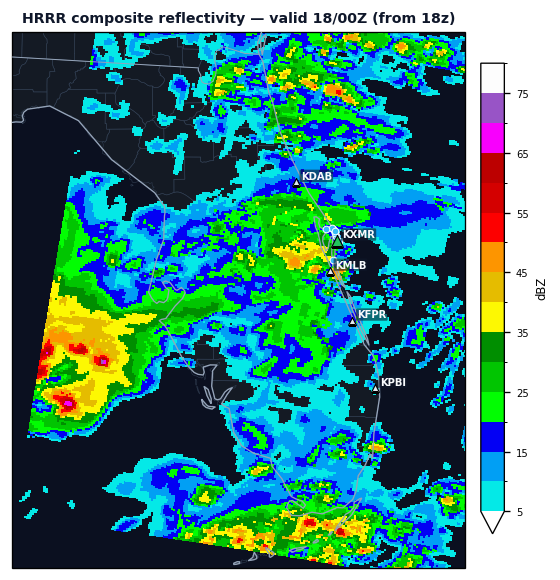 HRRR composite reflectivity — valid 18/00Z (from 18z)
KDAB
KXMR
KMLB
KFPR
KPBI
75
65
55
45
35
25
15
5
dBZ